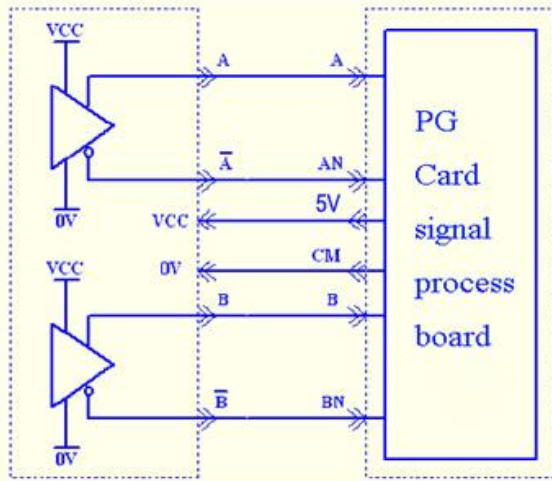 VCC
A A
A̅ AN
0V
VCC 5V
0V CM
VCC
B B
B̅ BN
0V
PG
Card
signal
process
board